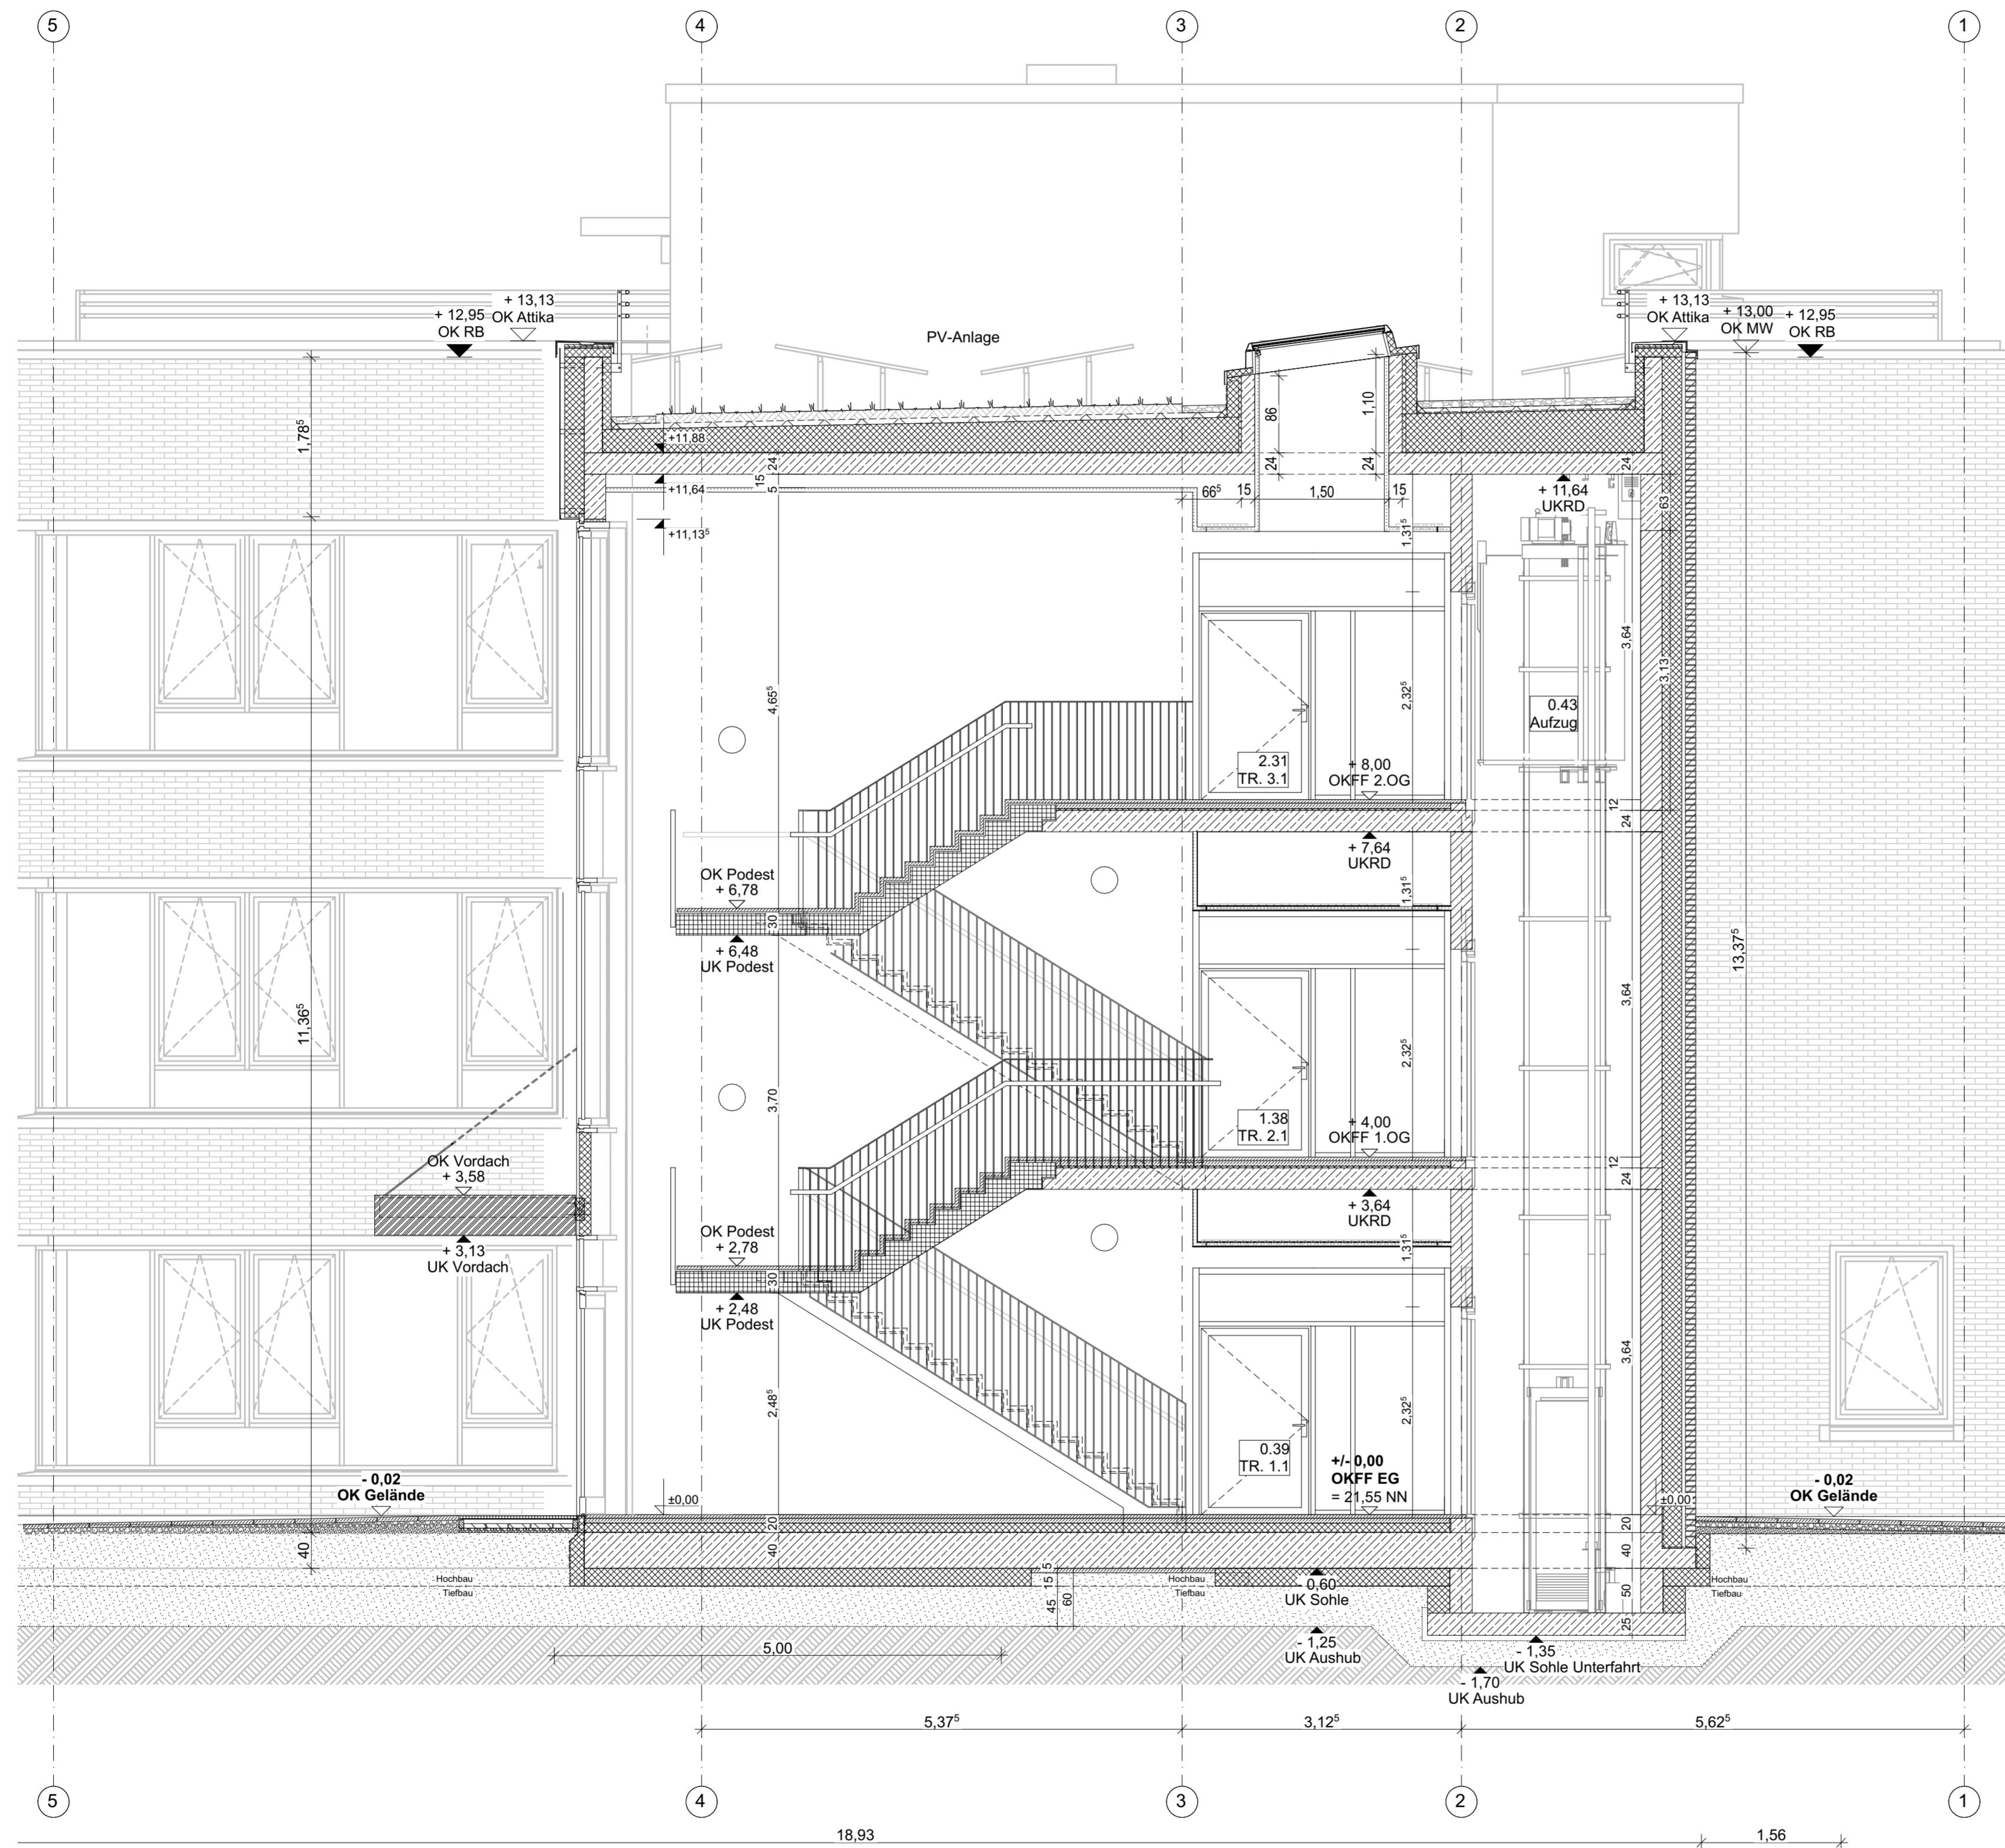 5
4
3
2
1
+ 13,13
OK Attika
+ 12,95
OK RB
PV-Anlage
+ 13,13
OK Attika
+ 13,00
OK MW
+ 12,95
OK RB
1,78⁵
86
1,10
+11,88
24
15
5
+11,64
24
24
24
66⁵
15
1,50
15
+ 11,64
UKRD
63
+11,13⁵
1,31⁵
3,64
3,13
4,65⁵
2,32⁵
0.43
Aufzug
2.31
TR. 3.1
+ 8,00
OKFF 2.OG
12
24
+ 7,64
UKRD
OK Podest
+ 6,78
30
1,31⁵
+ 6,48
UK Podest
13,37⁵
11,36⁵
3,64
2,32⁵
3,70
1.38
TR. 2.1
+ 4,00
OKFF 1.OG
12
24
OK Vordach
+ 3,58
+ 3,64
UKRD
+ 3,13
UK Vordach
OK Podest
+ 2,78
30
1,31⁵
+ 2,48
UK Podest
3,64
2,48⁵
2,32⁵
0.39
TR. 1.1
+/- 0,00
OKFF EG
= 21,55 NN
- 0,02
OK Gelände
±0,00
±0,00
- 0,02
OK Gelände
20
20
40
40
40
Hochbau
Tiefbau
15
5
45
60
Hochbau
Tiefbau
- 0,60
UK Sohle
50
Hochbau
Tiefbau
25
5,00
- 1,25
UK Aushub
- 1,35
UK Sohle Unterfahrt
- 1,70
UK Aushub
5,37⁵
3,12⁵
5,62⁵
5
4
3
2
1
18,93
1,56